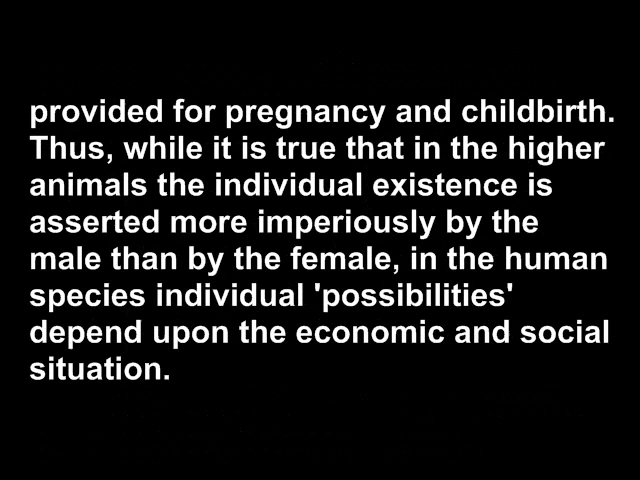 provided for pregnancy and childbirth.
Thus, while it is true that in the higher
animals the individual existence is
asserted more imperiously by the
male than by the female, in the human
species individual 'possibilities'
depend upon the economic and social
situation.